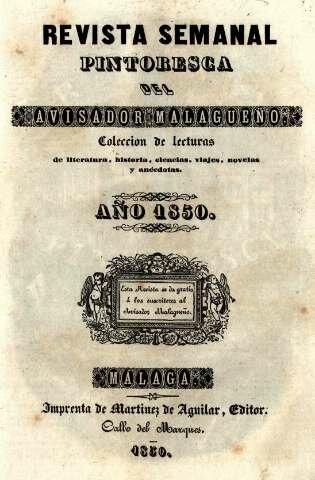 REVISTA SEMANAL
PINTORESCA
DEL
AVISADOR MALAGUEÑO.
Coleccion de lecturas
de literatura, historia, ciencias, viajes, novelas
y anécdotas.
AÑO 1850.
Esta Revista se da gratis
á los suscritores al
Avisador Malagueño.
MALAGA
Imprenta de Martinez de Aguilar, Editor.
Calle del Marques.
1850.